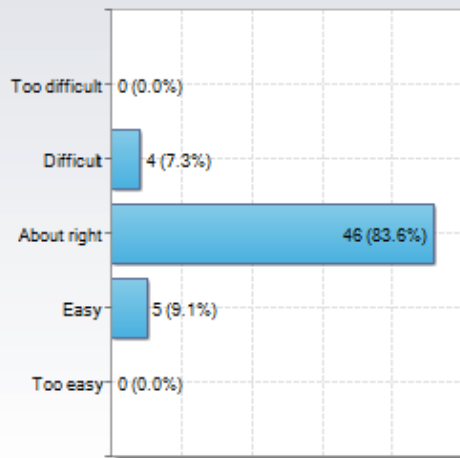 Too difficult 0 (0.0%)
Difficult 4 (7.3%)
About right 46 (83.6%)
Easy 5 (9.1%)
Too easy 0 (0.0%)